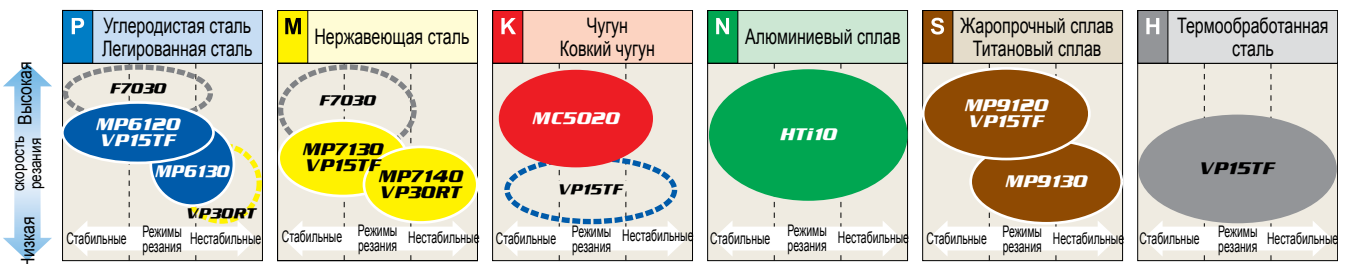 Высокая
скорость
резания
Низкая
P
Углеродистая сталь
Легированная сталь
F7030
MP6120
VP15TF
MP6130
VP30RT
Стабильные
Режимы
резания
Нестабильные
M
Нержавеющая сталь
F7030
MP7130
VP15TF
MP7140
VP30RT
Стабильные
Режимы
резания
Нестабильные
K
Чугун
Ковкий чугун
MC5020
VP15TF
Стабильные
Режимы
резания
Нестабильные
N
Алюминиевый сплав
HTi10
Стабильные
Режимы
резания
Нестабильные
S
Жаропрочный сплав
Титановый сплав
MP9120
VP15TF
MP9130
Стабильные
Режимы
резания
Нестабильные
H
Термообработанная
сталь
VP15TF
Стабильные
Режимы
резания
Нестабильные